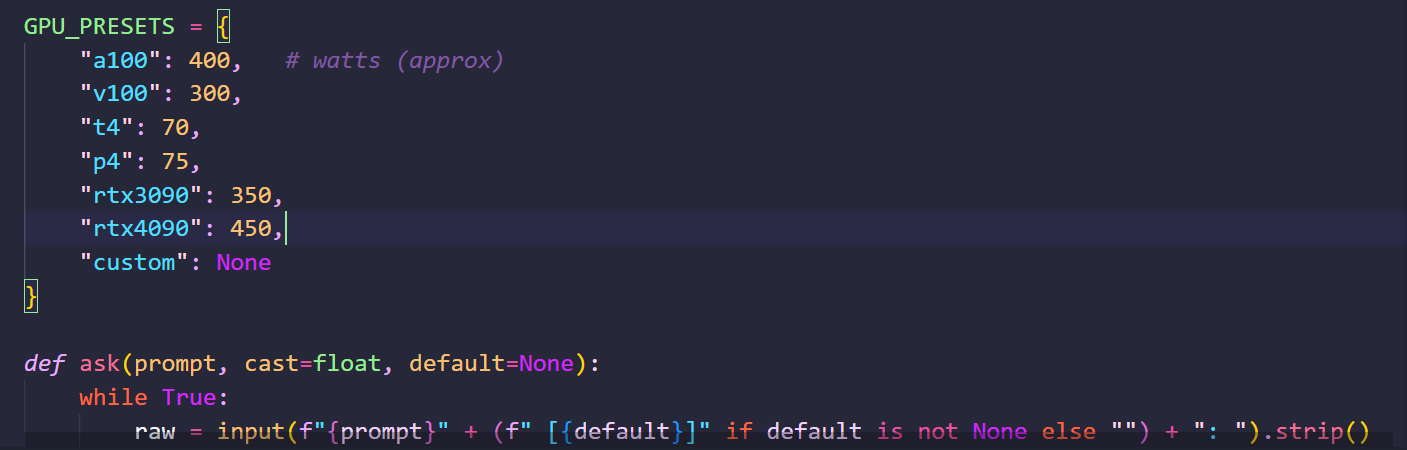 GPU_PRESETS = {
    "a100": 400,   # watts (approx)
    "v100": 300,
    "t4": 70,
    "p4": 75,
    "rtx3090": 350,
    "rtx4090": 450,
    "custom": None
}
def ask(prompt, cast=float, default=None):
    while True:
        raw = input(f"{prompt}" + (f" [{default}]" if default is not None else "") + ": ").strip()